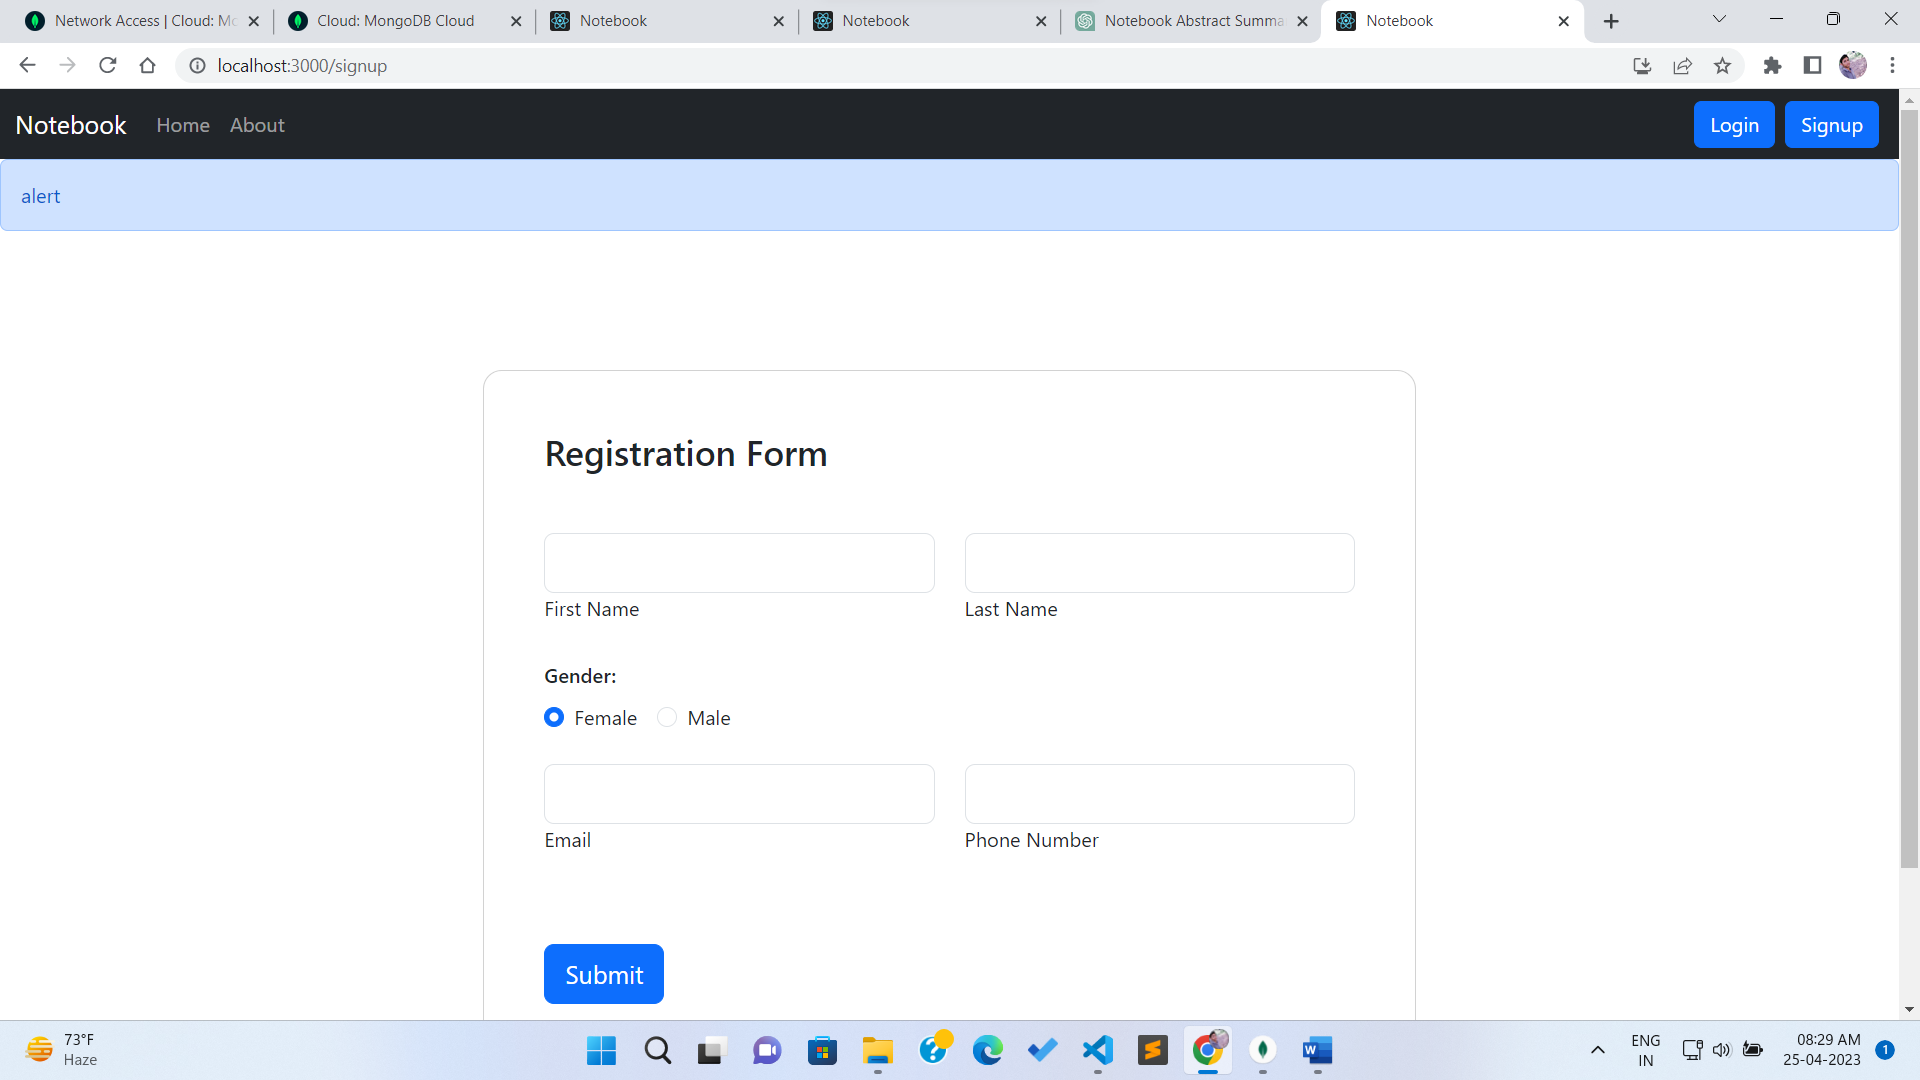 Network Access | Cloud: Mc
Cloud: MongoDB Cloud
Notebook
Notebook
Notebook Abstract Summa
Notebook
localhost:3000/signup
Notebook Home About Login Signup
alert
Registration Form
First Name Last Name
Gender:
Female Male
Email Phone Number
Submit
73°F
Haze
ENG
IN
08:29 AM
25-04-2023
1